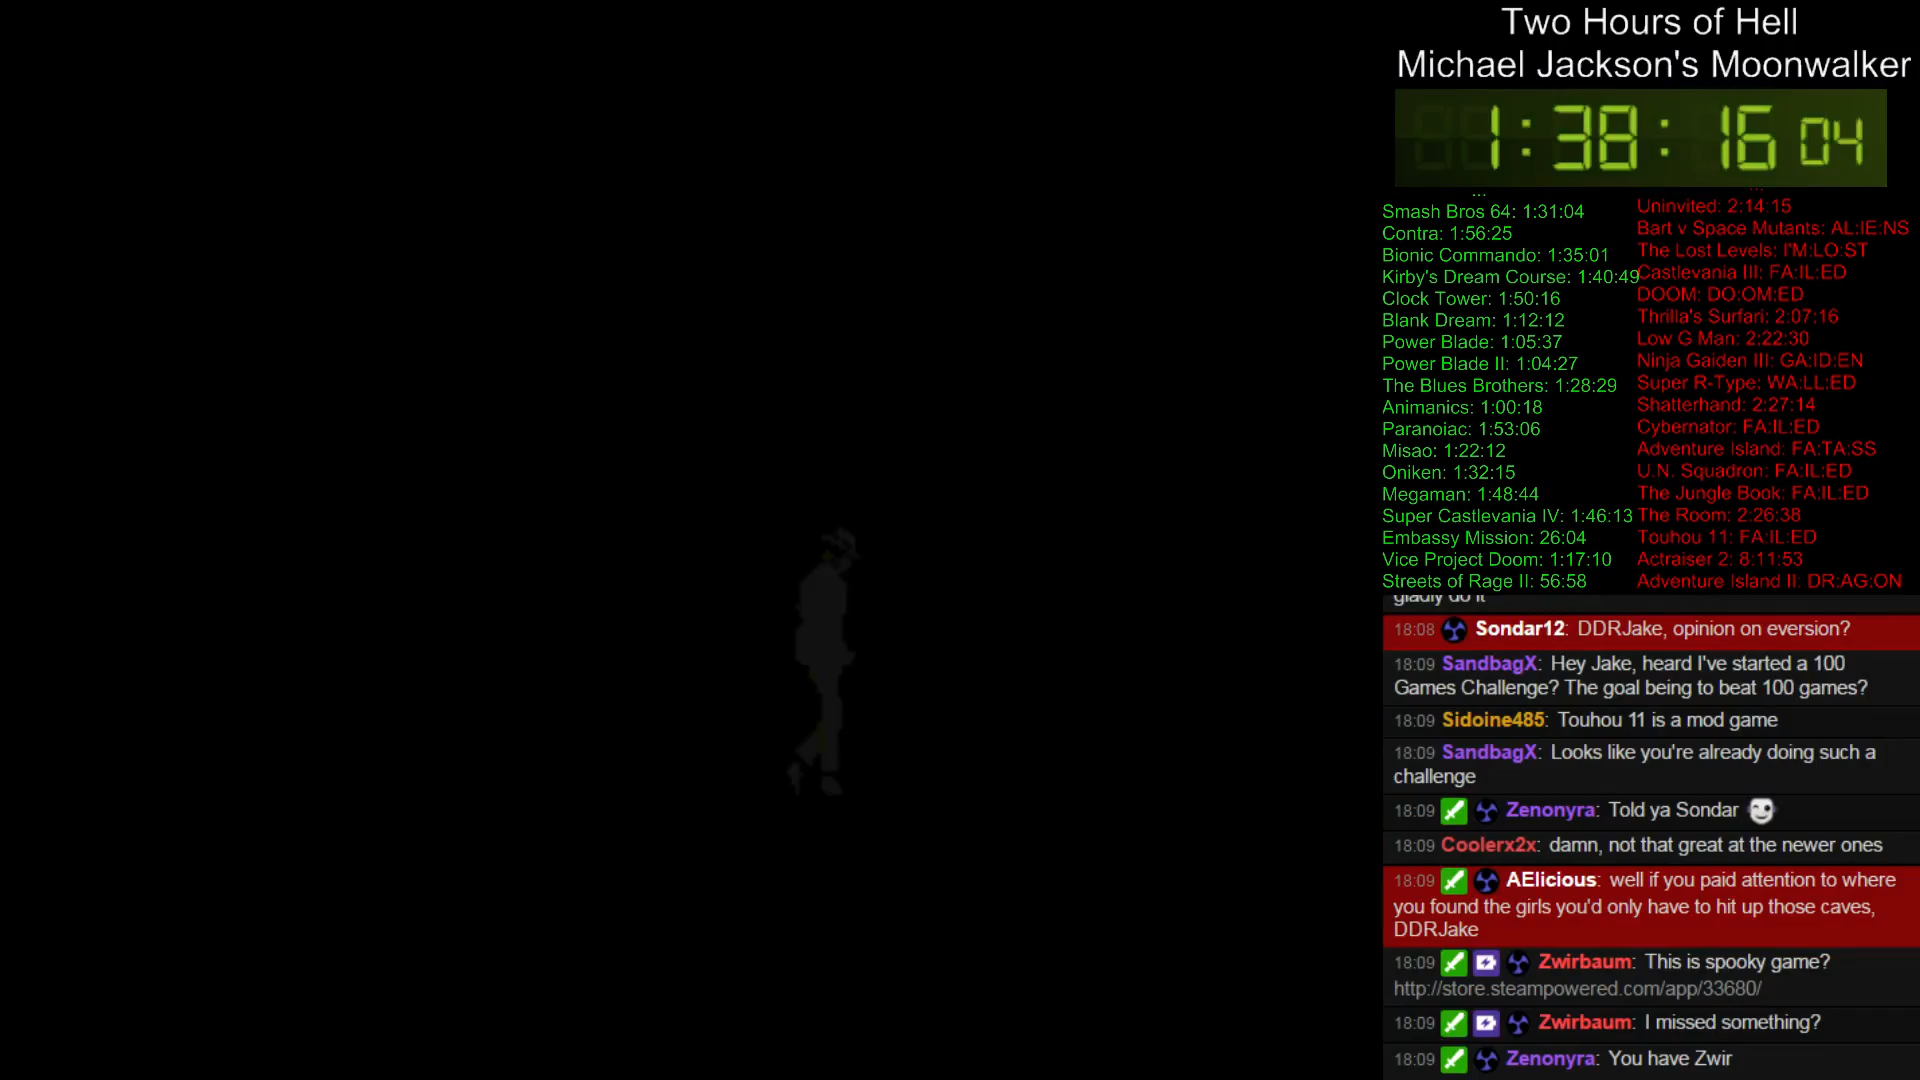 Two Hours of Hell
Michael Jackson's Moonwalker
1:38:16 04
...
Smash Bros 64: 1:31:04
Contra: 1:56:25
Bionic Commando: 1:35:01
Kirby's Dream Course: 1:40:49
Clock Tower: 1:50:16
Blank Dream: 1:12:12
Power Blade: 1:05:37
Power Blade II: 1:04:27
The Blues Brothers: 1:28:29
Animanics: 1:00:18
Paranoiac: 1:53:06
Misao: 1:22:12
Oniken: 1:32:15
Megaman: 1:48:44
Super Castlevania IV: 1:46:13
Embassy Mission: 26:04
Vice Project Doom: 1:17:10
Streets of Rage II: 56:58
...
Uninvited: 2:14:15
Bart v Space Mutants: AL:IE:NS
The Lost Levels: I'M:LO:ST
Castlevania III: FA:IL:ED
DOOM: DO:OM:ED
Thrilla's Surfari: 2:07:16
Low G Man: 2:22:30
Ninja Gaiden III: GA:ID:EN
Super R-Type: WA:LL:ED
Shatterhand: 2:27:14
Cybernator: FA:IL:ED
Adventure Island: FA:TA:SS
U.N. Squadron: FA:IL:ED
The Jungle Book: FA:IL:ED
The Room: 2:26:38
Touhou 11: FA:IL:ED
Actraiser 2: 8:11:53
Adventure Island II: DR:AG:ON
gladly do it
18:08 Sondar12: DDRJake, opinion on eversion?
18:09 SandbagX: Hey Jake, heard I've started a 100
Games Challenge? The goal being to beat 100 games?
18:09 Sidoine485: Touhou 11 is a mod game
18:09 SandbagX: Looks like you're already doing such a
challenge
18:09 Zenonyra: Told ya Sondar
18:09 Coolerx2x: damn, not that great at the newer ones
18:09 AElicious: well if you paid attention to where
you found the girls you'd only have to hit up those caves,
DDRJake
18:09 Zwirbaum: This is spooky game?
http://store.steampowered.com/app/33680/
18:09 Zwirbaum: I missed something?
18:09 Zenonyra: You have Zwir